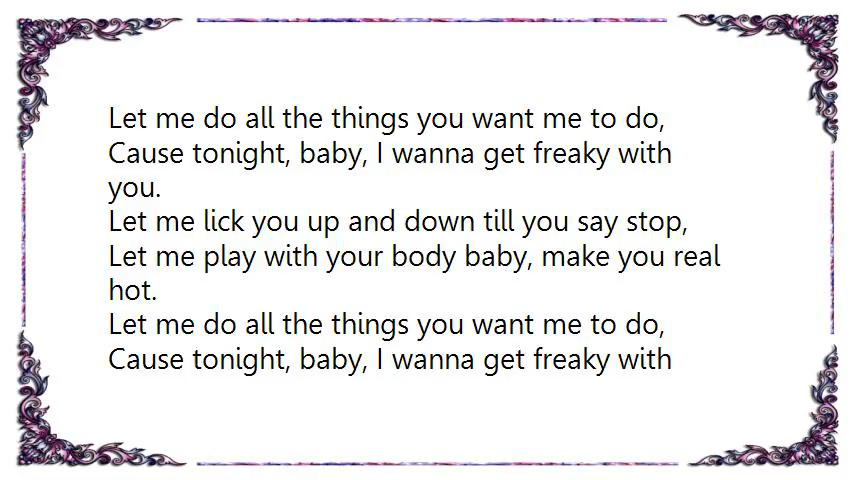 Let me do all the things you want me to do,
Cause tonight, baby, I wanna get freaky with
you.
Let me lick you up and down till you say stop,
Let me play with your body baby, make you real
hot.
Let me do all the things you want me to do,
Cause tonight, baby, I wanna get freaky with